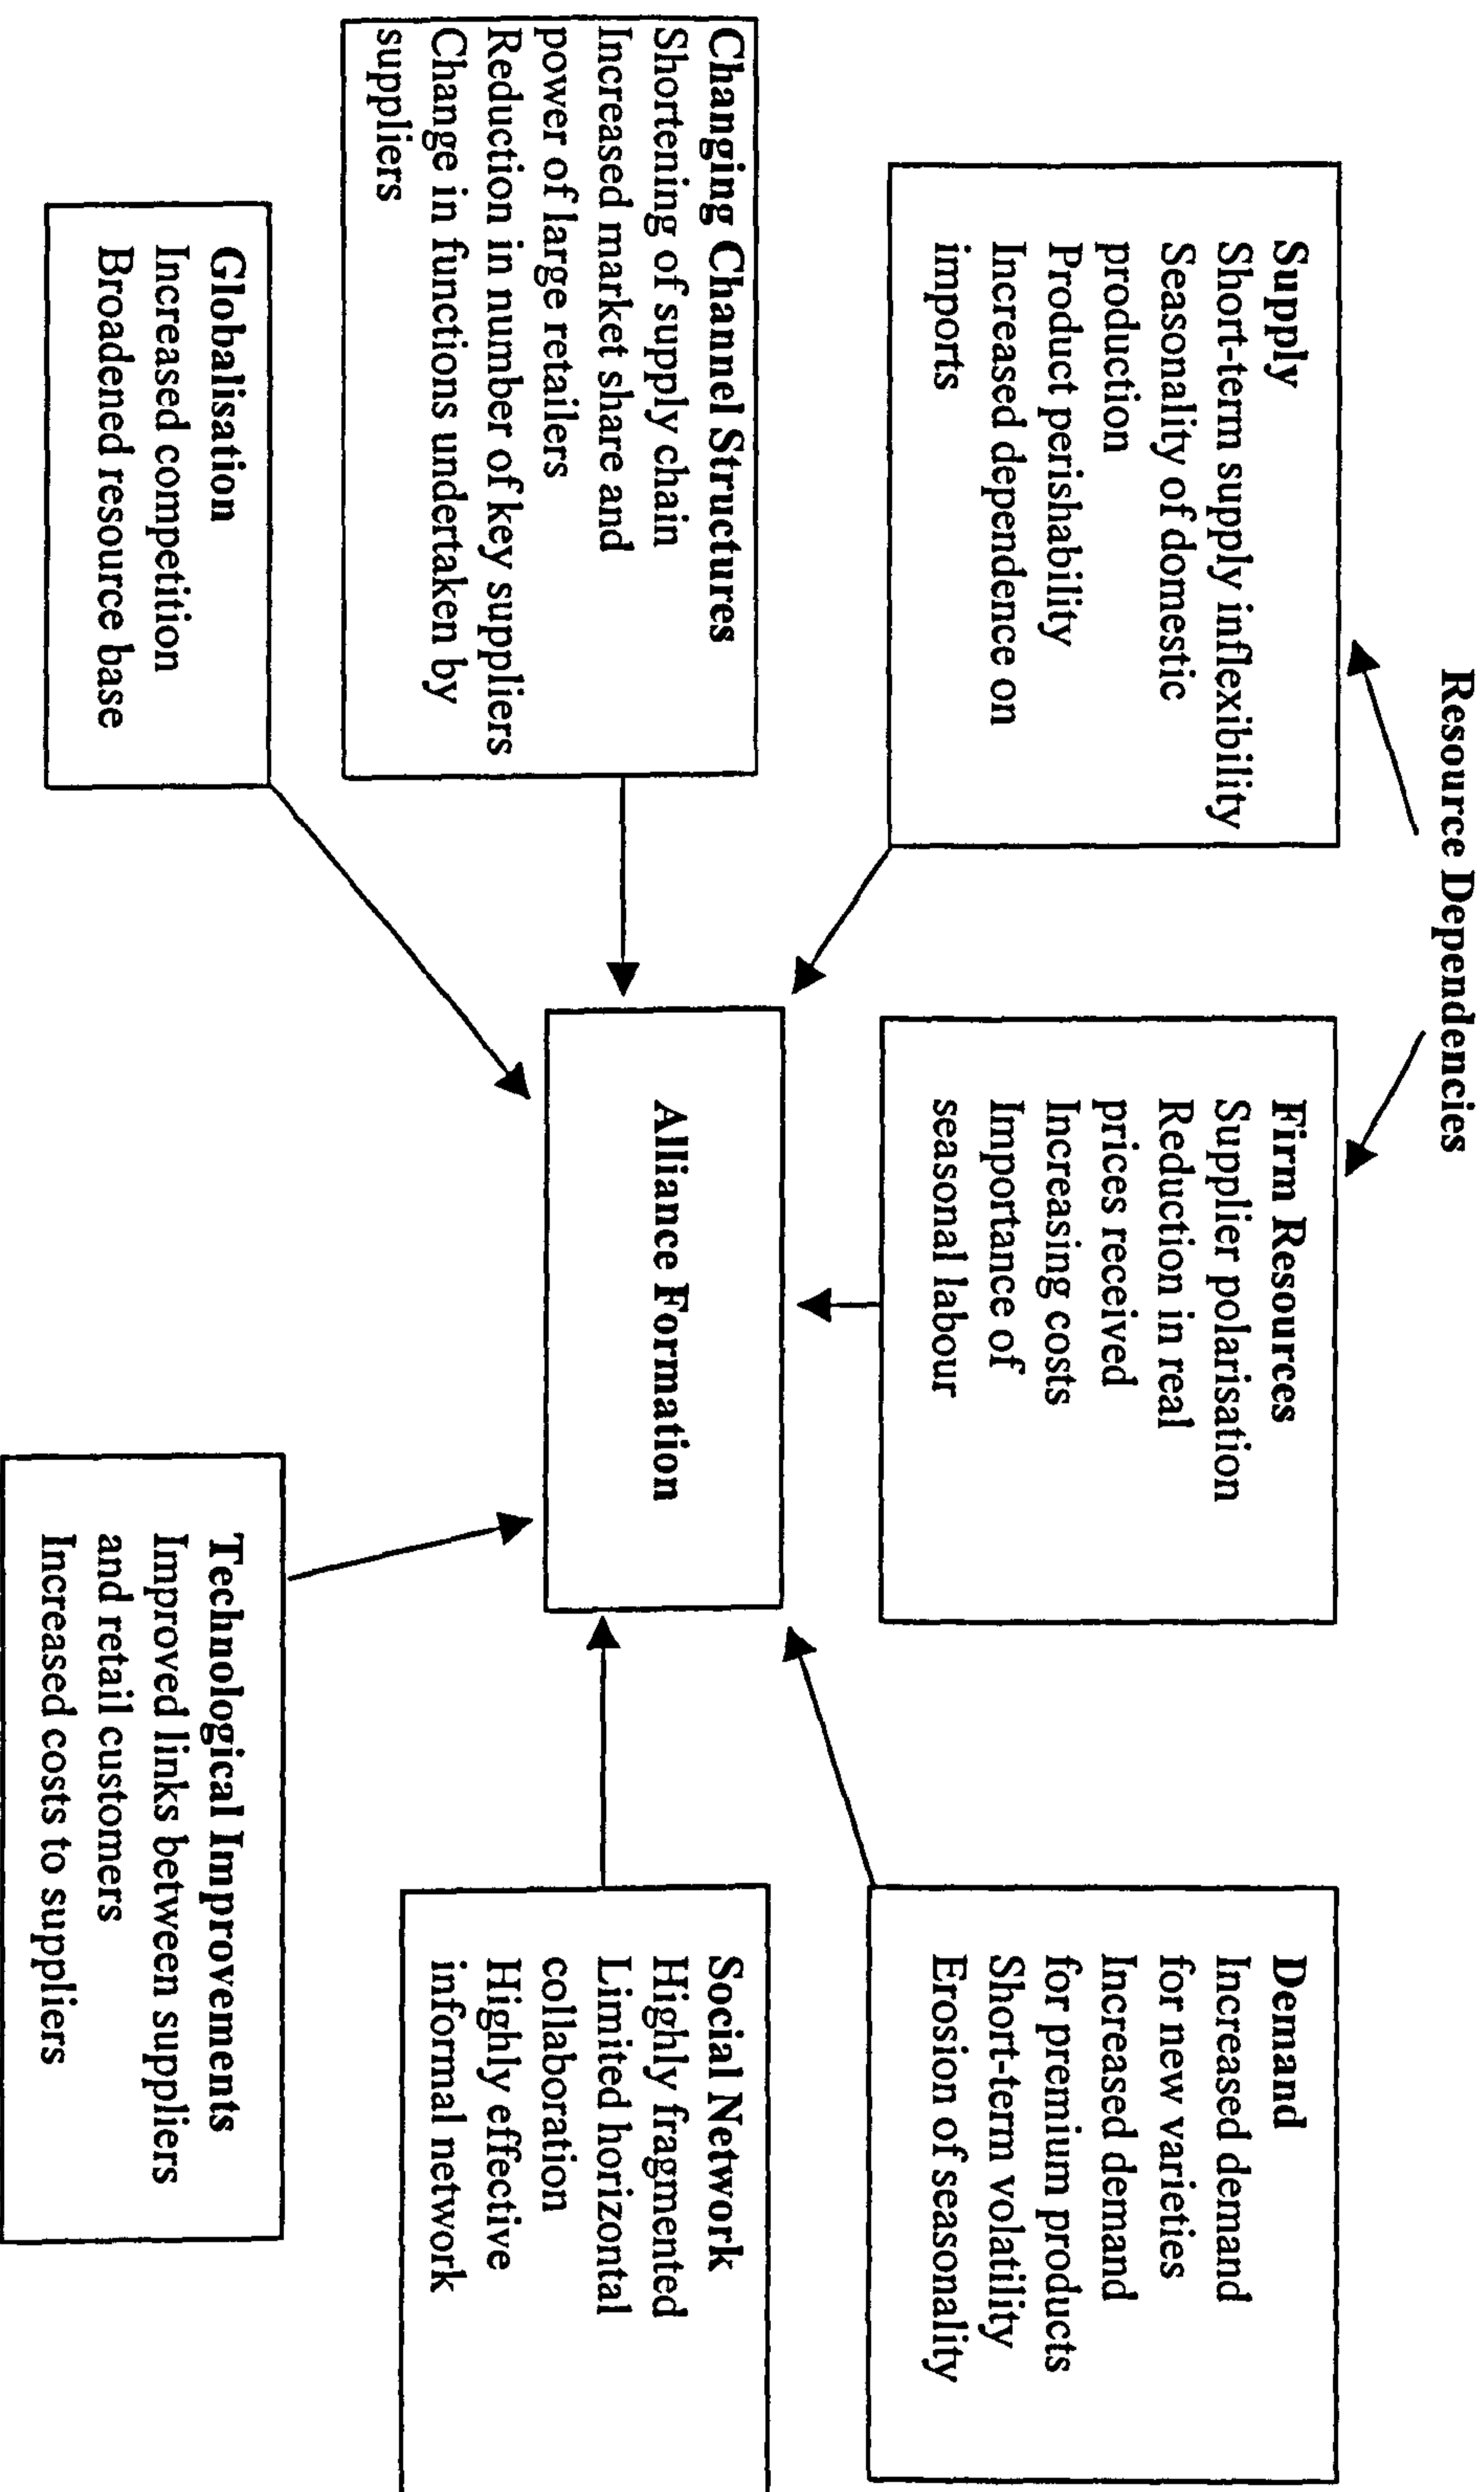 Resource Dependencies
Supply
Short-term supply inflexibility
Seasonality of domestic
production
Product perishability
Increased dependence on
imports
Firm Resources
Supplier polarisation
Reduction in real
prices received
Increasing costs
Importance of
seasonal labour
Demand
Increased demand
for new varieties
Increased demand
for premium products
Short-term volatility
Erosion of seasonality
Changing Channel Structures
Shortening of supply chain
Increased market share and
power of large retailers
Reduction in number of key suppliers
Change in functions undertaken by
suppliers
Alliance Formation
Social Network
Highly fragmented
Limited horizontal
collaboration
Highly effective
informal network
Globalisation
Increased competition
Broadened resource base
Technological Improvements
Improved links between suppliers
and retail customers
Increased costs to suppliers